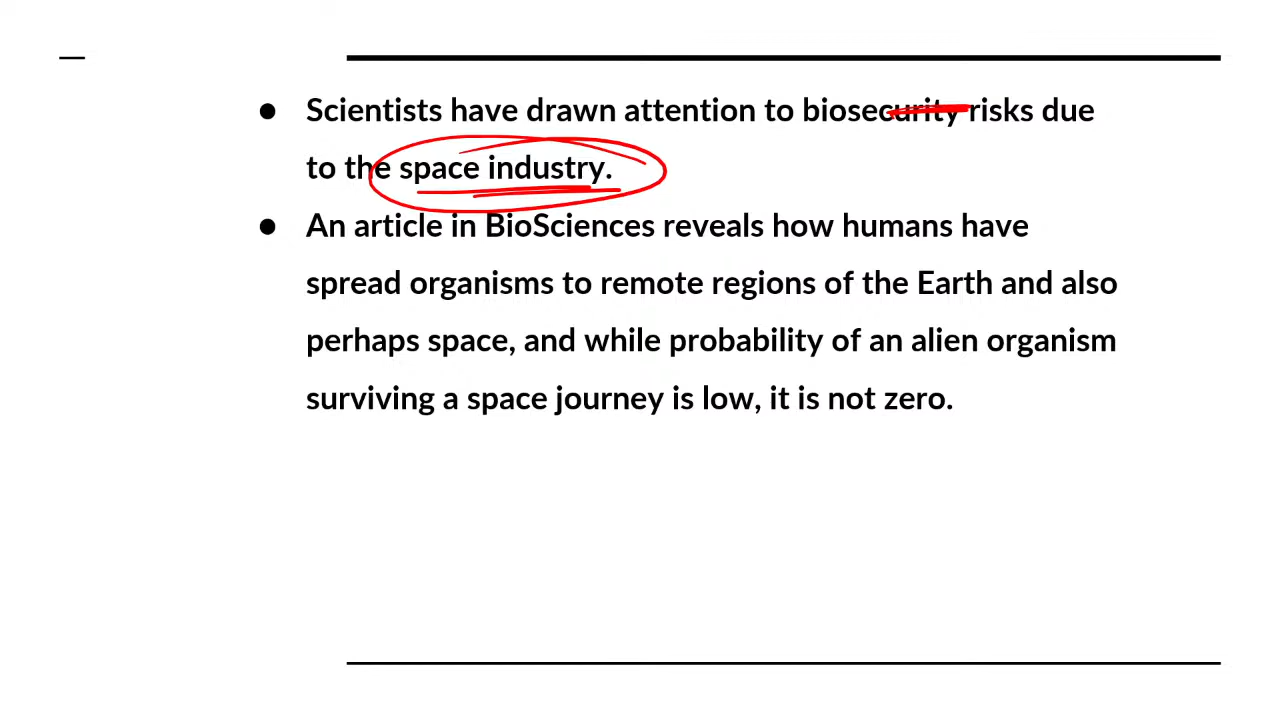 ● Scientists have drawn attention to biosecurity risks due
to the space industry.
● An article in BioSciences reveals how humans have
spread organisms to remote regions of the Earth and also
perhaps space, and while probability of an alien organism
surviving a space journey is low, it is not zero.